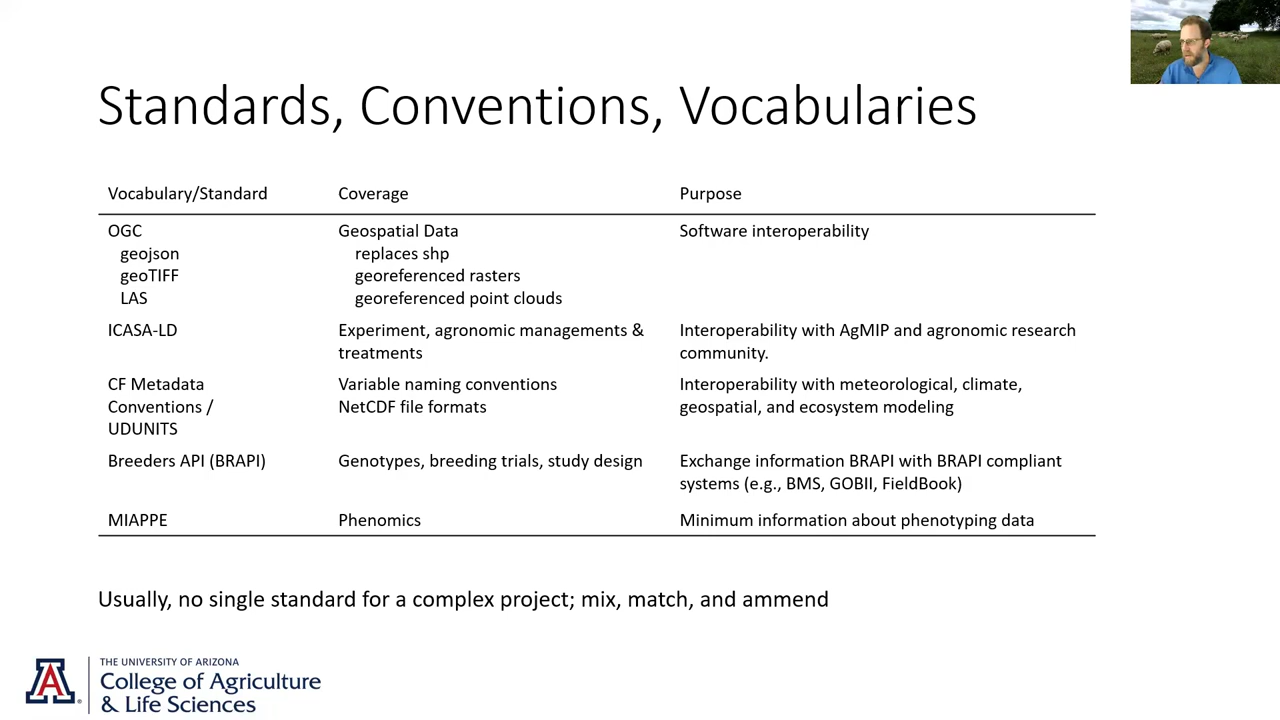 Standards, Conventions, Vocabularies
Vocabulary/Standard Coverage Purpose
OGC Geospatial Data Software interoperability
geojson replaces shp
geoTIFF georeferenced rasters
LAS georeferenced point clouds
ICASA-LD Experiment, agronomic managements & Interoperability with AgMIP and agronomic research
treatments community.
CF Metadata Variable naming conventions Interoperability with meteorological, climate,
Conventions / NetCDF file formats geospatial, and ecosystem modeling
UDUNITS
Breeders API (BRAPI) Genotypes, breeding trials, study design Exchange information BRAPI with BRAPI compliant
systems (e.g., BMS, GOBII, FieldBook)
MIAPPE Phenomics Minimum information about phenotyping data
Usually, no single standard for a complex project; mix, match, and ammend
A
THE UNIVERSITY OF ARIZONA
College of Agriculture
& Life Sciences